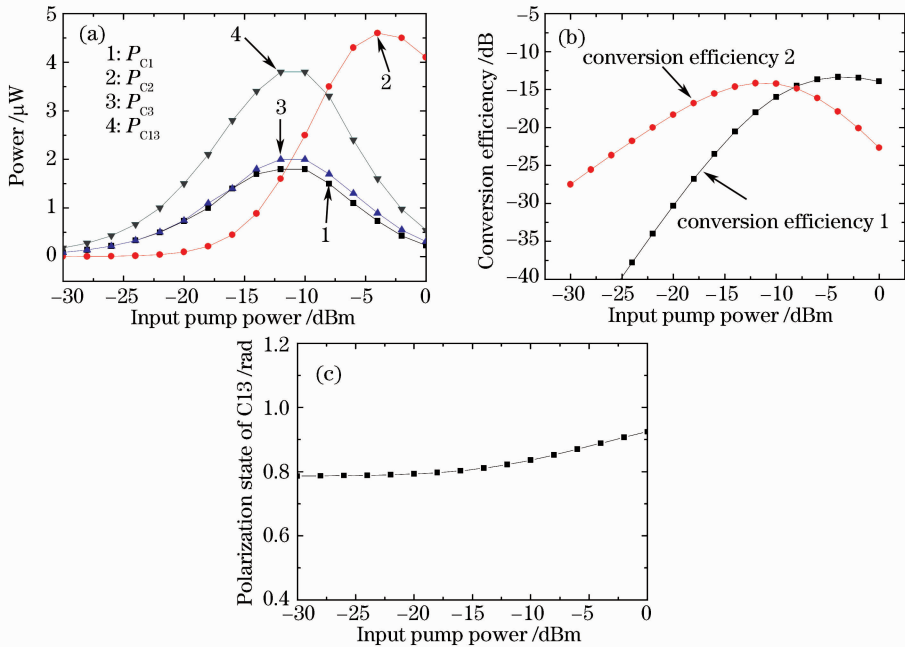 (a)
1: PC1
2: PC2
3: PC3
4: PC13
4
3
2
1
5
4
3
2
1
0
Power /μW
−30 −25 −20 −15 −10 −5 0
Input pump power /dBm
(b)
conversion efficiency 2
conversion efficiency 1
−5
−10
−15
−20
−25
−30
−35
−40
Conversion efficiency /dB
−30 −25 −20 −15 −10 −5 0
Input pump power /dBm
(c)
1.2
1.0
0.8
0.6
0.4
Polarization state of C13 /rad
−30 −25 −20 −15 −10 −5 0
Input pump power /dBm